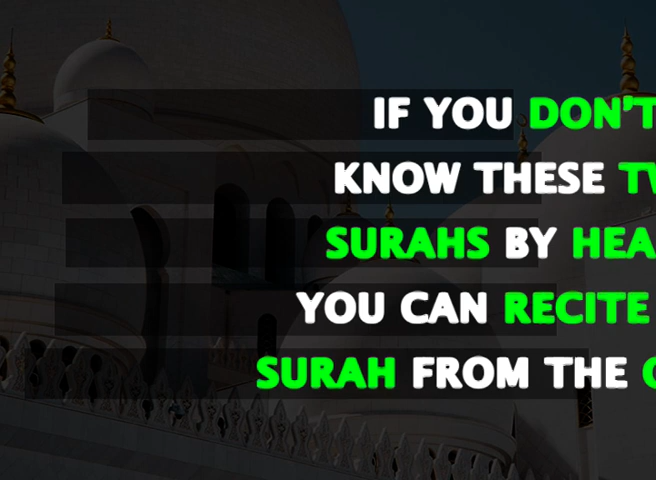 IF YOU DON'T
KNOW THESE
SURAHS BY
YOU CAN RECITE
SURAH FROM THE